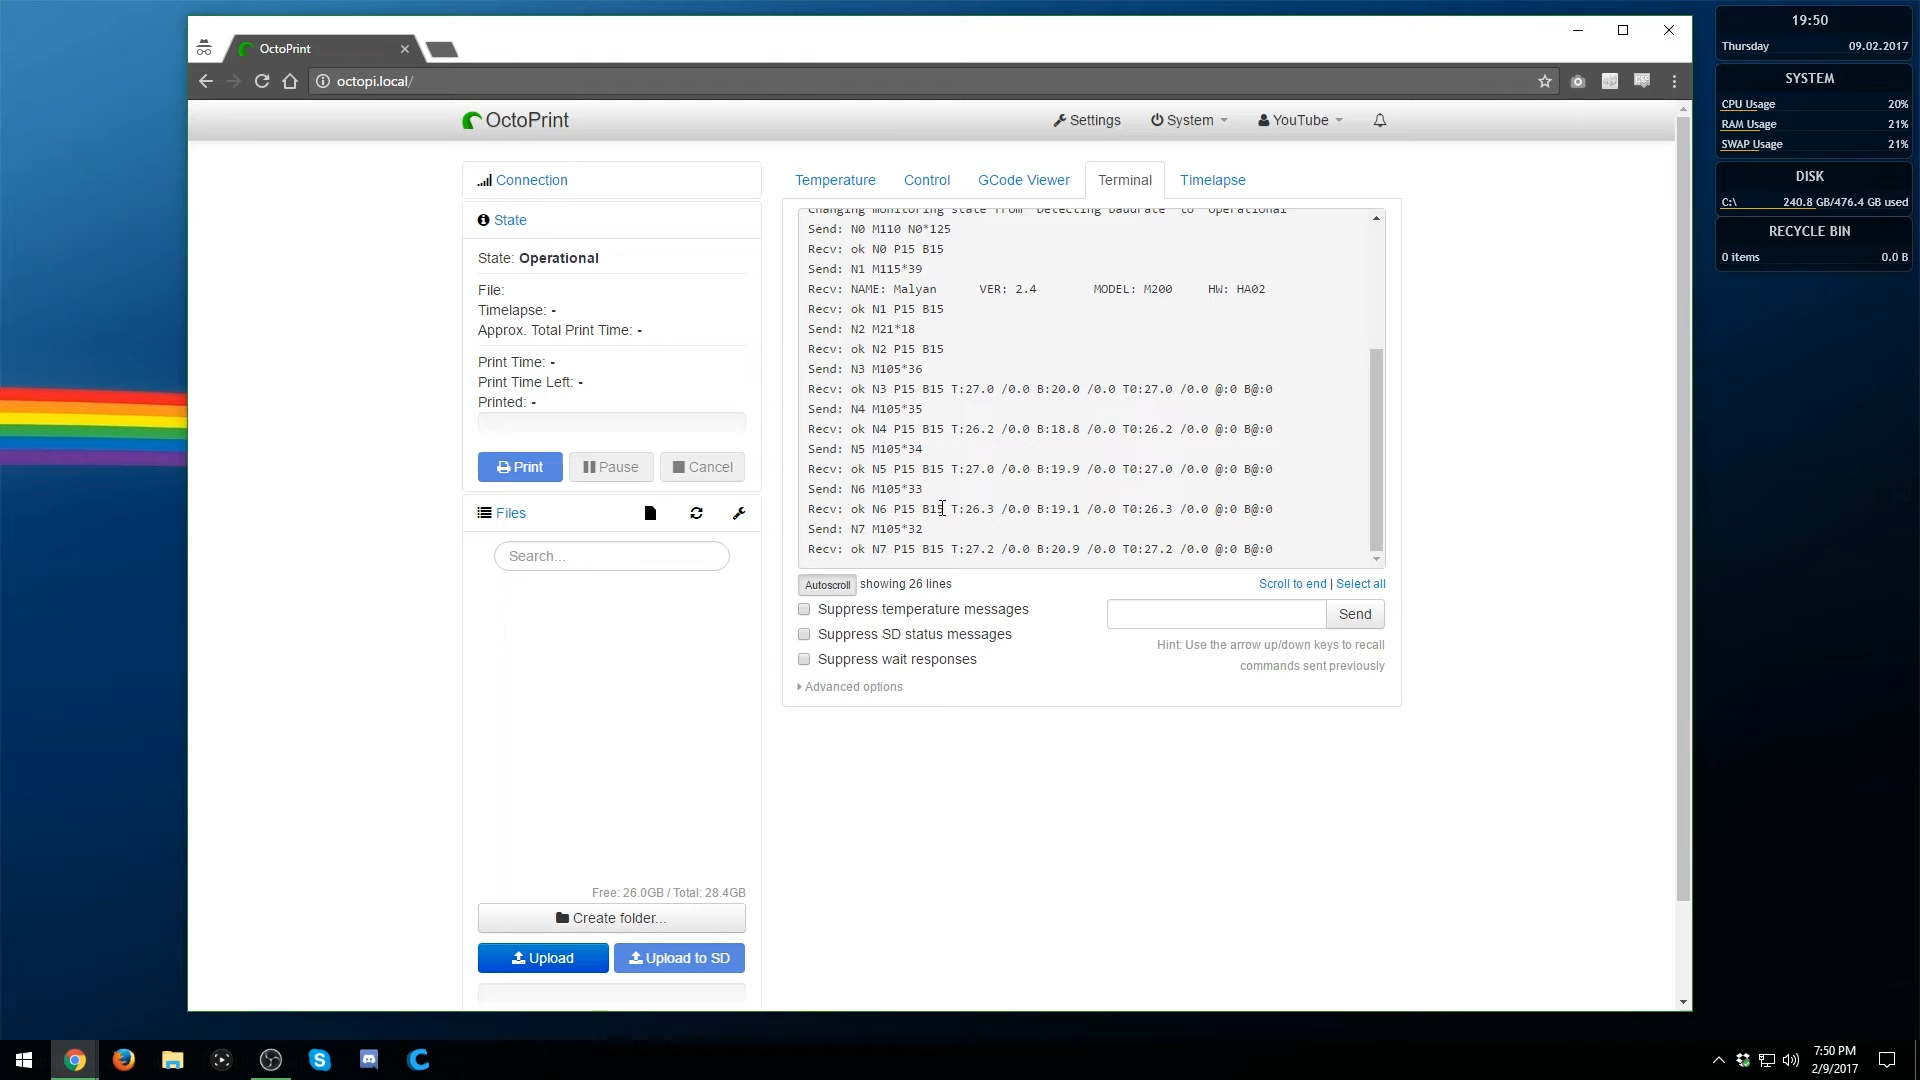 OctoPrint
octopi.local/
OctoPrint
Settings
System
YouTube
Connection
State
State: Operational
File:
Timelapse: -
Approx. Total Print Time: -
Print Time: -
Print Time Left: -
Printed: -
Print
Pause
Cancel
Files
Search...
Free: 26.0GB / Total: 28.4GB
Create folder...
Upload
Upload to SD
Temperature
Control
GCode Viewer
Terminal
Timelapse
Changing monitoring state from 'Detecting baudrate' to 'Operational'
Send: N0 M110 N0*125
Recv: ok N0 P15 B15
Send: N1 M115*39
Recv: NAME: Malyan VER: 2.4 MODEL: M200 HW: HA02
Recv: ok N1 P15 B15
Send: N2 M21*18
Recv: ok N2 P15 B15
Send: N3 M105*36
Recv: ok N3 P15 B15 T:27.0 /0.0 B:20.0 /0.0 T0:27.0 /0.0 @:0 B@:0
Send: N4 M105*35
Recv: ok N4 P15 B15 T:26.2 /0.0 B:18.8 /0.0 T0:26.2 /0.0 @:0 B@:0
Send: N5 M105*34
Recv: ok N5 P15 B15 T:27.0 /0.0 B:19.9 /0.0 T0:27.0 /0.0 @:0 B@:0
Send: N6 M105*33
Recv: ok N6 P15 B15 T:26.3 /0.0 B:19.1 /0.0 T0:26.3 /0.0 @:0 B@:0
Send: N7 M105*32
Recv: ok N7 P15 B15 T:27.2 /0.0 B:20.9 /0.0 T0:27.2 /0.0 @:0 B@:0
Autoscroll showing 26 lines
Scroll to end | Select all
Suppress temperature messages
Suppress SD status messages
Suppress wait responses
Advanced options
Send
Hint: Use the arrow up/down keys to recall
commands sent previously
19:50
Thursday 09.02.2017
SYSTEM
CPU Usage 20%
RAM Usage 21%
SWAP Usage 21%
DISK
C:\ 240.8 GB/476.4 GB used
RECYCLE BIN
0 items 0.0 B
7:50 PM
2/9/2017